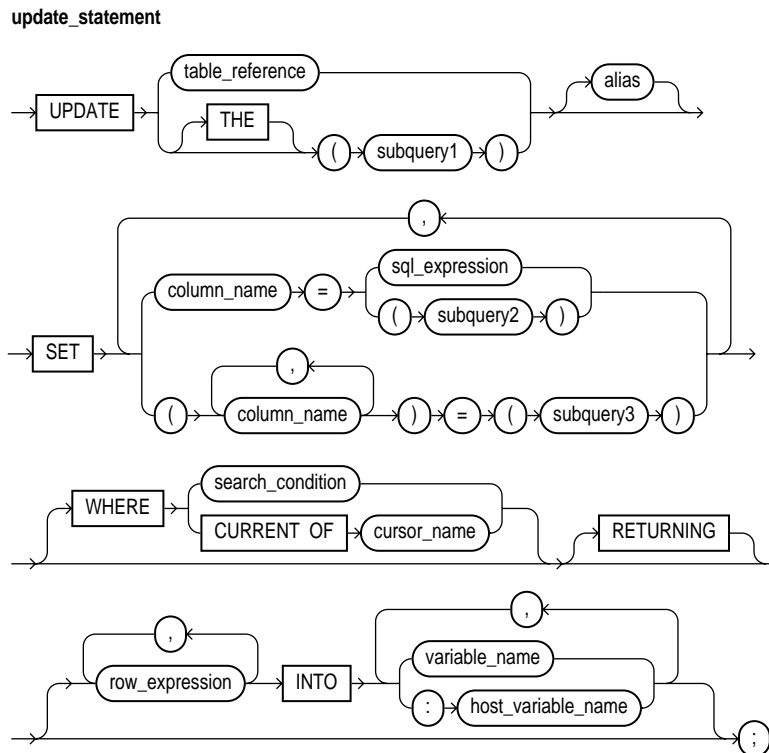 update_statement
table_reference
alias
UPDATE
THE
( subquery1 )
,
sql_expression
column_name =
( subquery2 )
SET
,
( column_name ) = ( subquery3 )
search_condition
WHERE
CURRENT OF cursor_name
RETURNING
, ,
variable_name
row_expression INTO
: host_variable_name
;